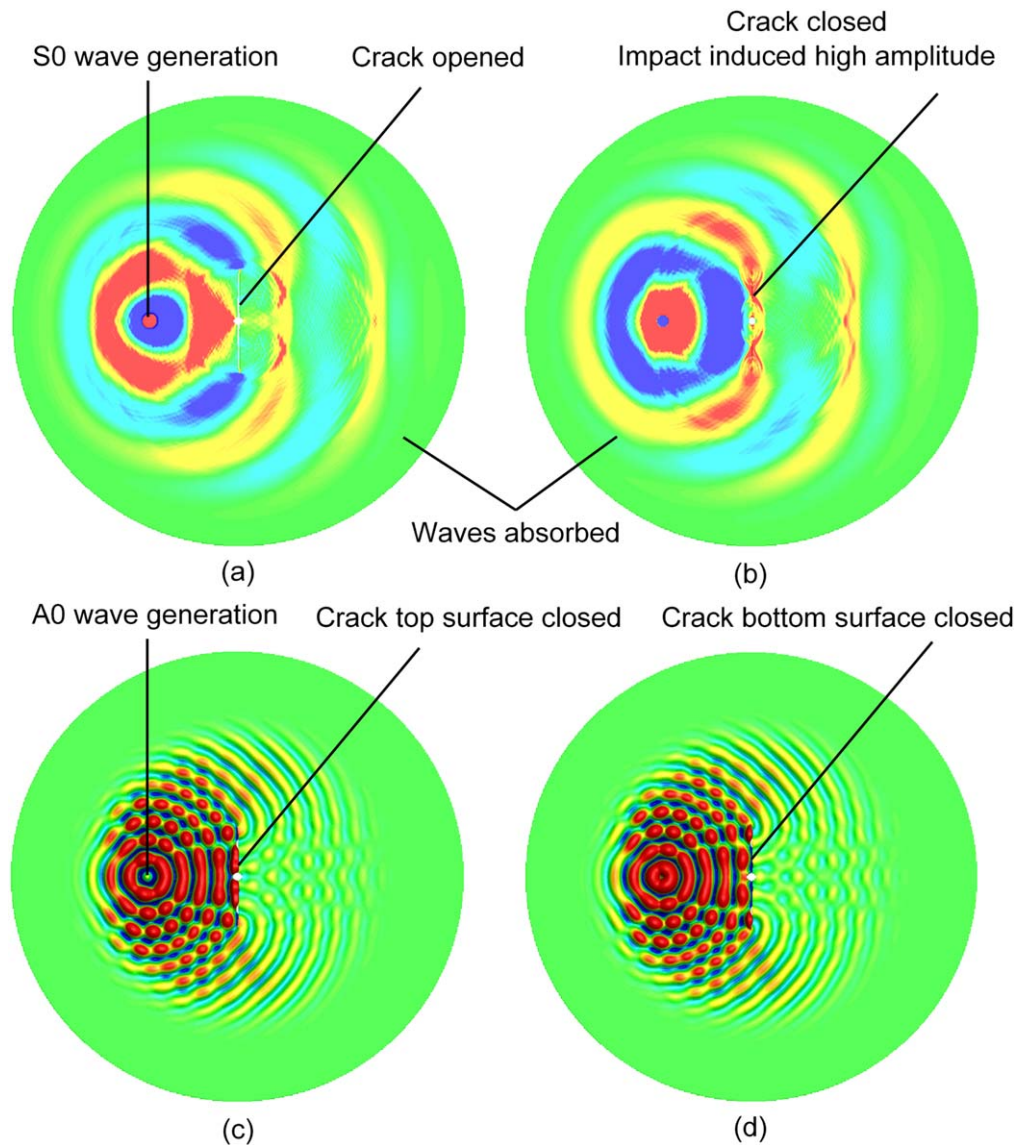 S0 wave generation
Crack opened
Crack closed
Impact induced high amplitude
Waves absorbed
(a)
(b)
A0 wave generation
Crack top surface closed
Crack bottom surface closed
(c)
(d)